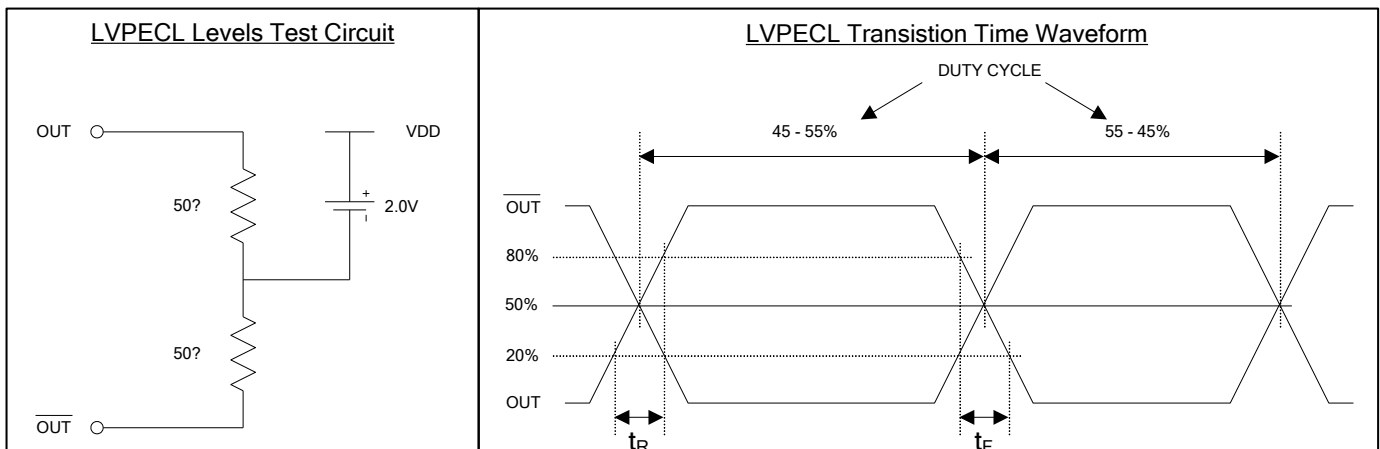 LVPECL Levels Test Circuit
OUT
VDD
50?
+
2.0V
-
50?
OUT
LVPECL Transistion Time Waveform
DUTY CYCLE
45 - 55%
55 - 45%
OUT
80%
50%
20%
OUT
tR
tF